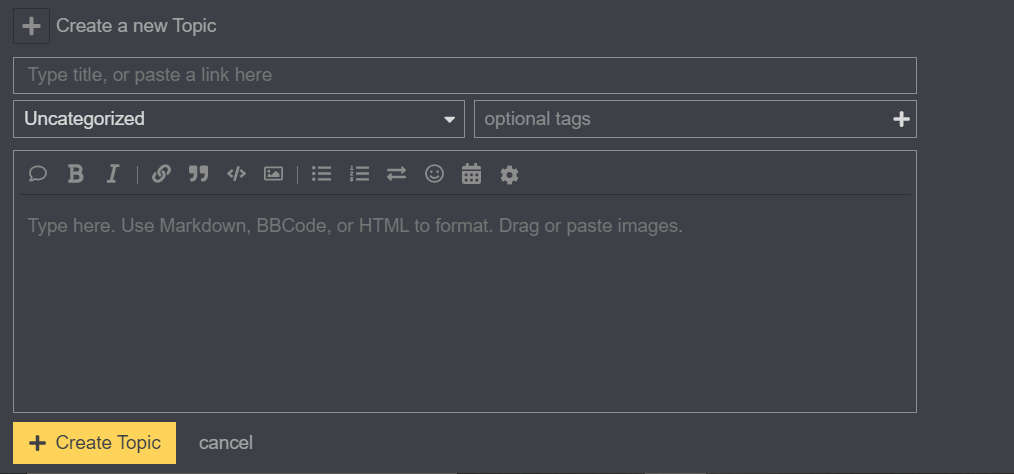 Create a new Topic
Type title, or paste a link here
Uncategorized
optional tags
Type here. Use Markdown, BBCode, or HTML to format. Drag or paste images.
Create Topic
cancel